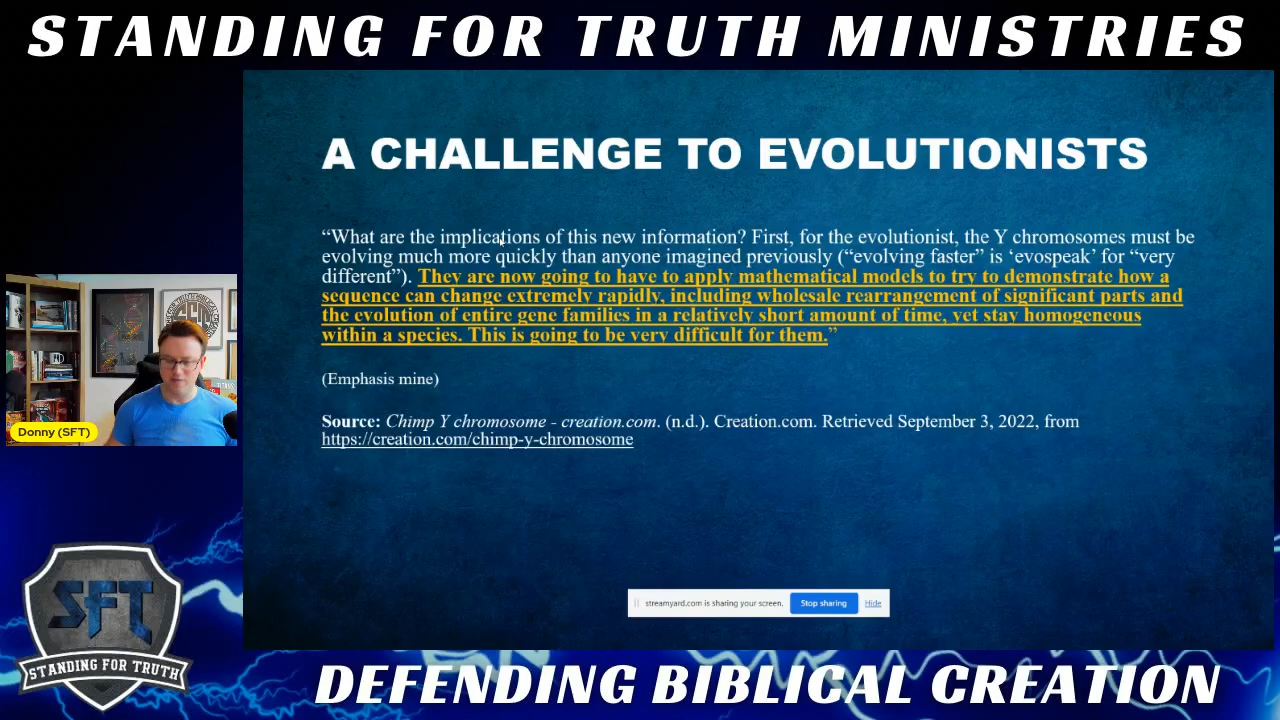 STANDING FOR TRUTH MINISTRIES
A CHALLENGE TO EVOLUTIONISTS
“What are the implications of this new information? First, for the evolutionist, the Y chromosomes must be
evolving much more quickly than anyone imagined previously (“evolving faster” is ‘evospeak’ for “very
different”). They are now going to have to apply mathematical models to try to demonstrate how a
sequence can change extremely rapidly, including wholesale rearrangement of significant parts and
the evolution of entire gene families in a relatively short amount of time, yet stay homogeneous
within a species. This is going to be very difficult for them.”
(Emphasis mine)
Source: Chimp Y chromosome - creation.com. (n.d.). Creation.com. Retrieved September 3, 2022, from
https://creation.com/chimp-y-chromosome
Donny (SFT)
streamyard.com is sharing your screen. Stop sharing Hide
SFT
STANDING FOR TRUTH
DEFENDING BIBLICAL CREATION